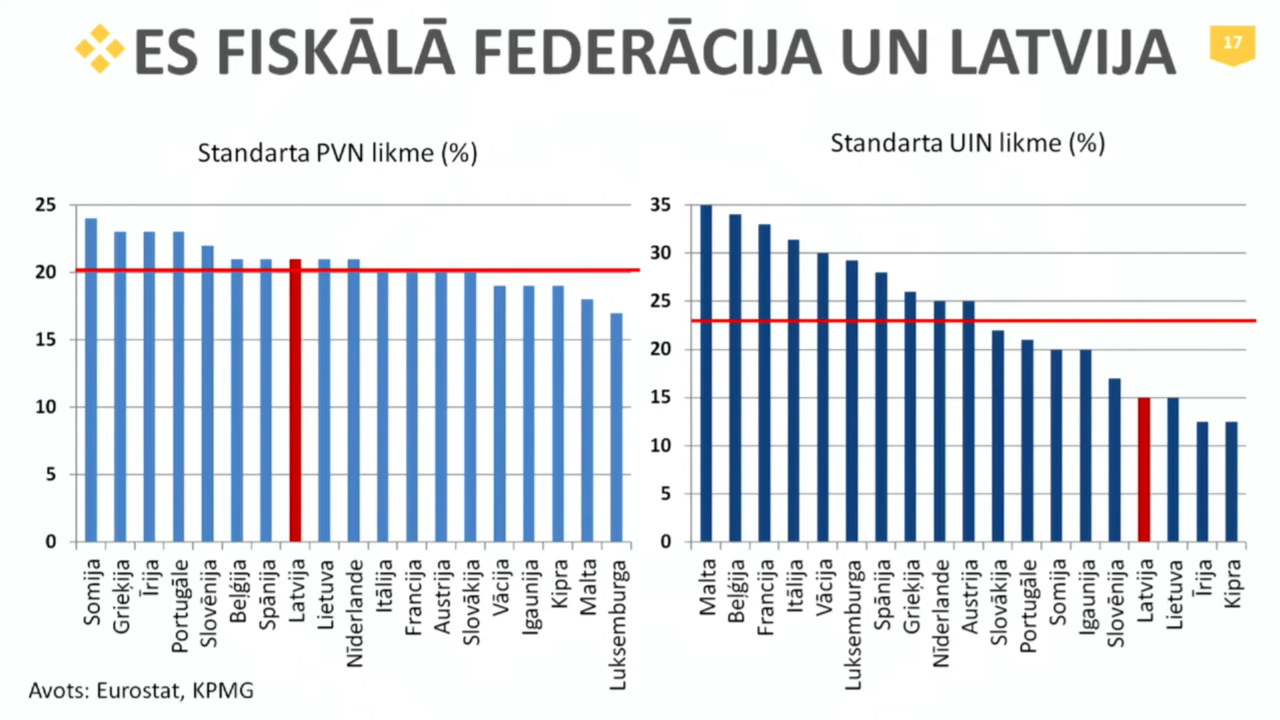 ❖ES FISKĀLĀ FEDERĀCIJA UN LATVIJA
17
Standarta PVN likme (%)
25
20
15
10
5
0
Somija
Grieķija
Īrija
Portugāle
Slovēnija
Beļģija
Spānija
Latvija
Lietuva
Nīderlande
Itālija
Francija
Austrija
Slovākija
Vācija
Igaunija
Kipra
Malta
Luksemburga
Standarta UIN likme (%)
35
30
25
20
15
10
5
0
Malta
Beļģija
Francija
Itālija
Vācija
Luksemburga
Spānija
Grieķija
Nīderlande
Austrija
Slovākija
Portugāle
Somija
Igaunija
Slovēnija
Latvija
Lietuva
Īrija
Kipra
Avots: Eurostat, KPMG